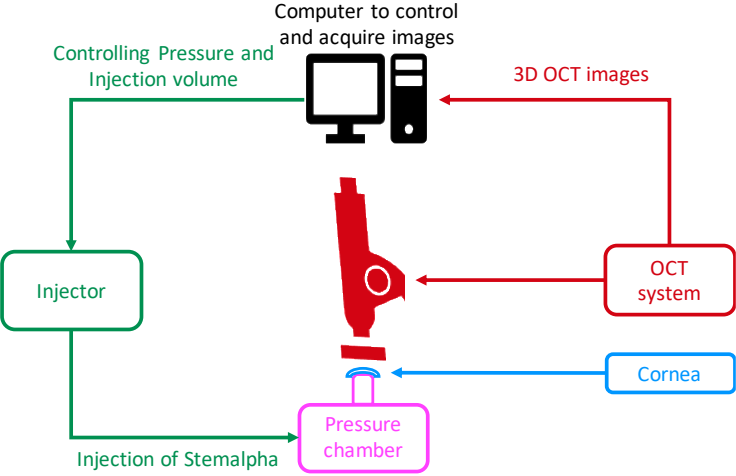 Computer to control
and acquire images
Controlling Pressure and
Injection volume
3D OCT images
Injector
OCT
system
Cornea
Pressure
chamber
Injection of Stemalpha